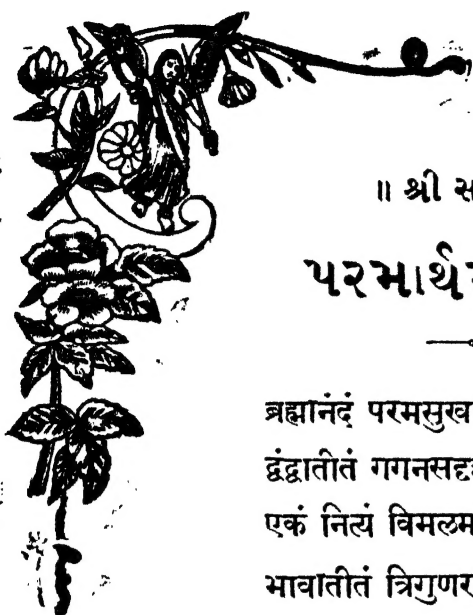 ॥ શ્રી
પરમાર્થ
ब्रह्मानंदं परमसुख
द्वंद्वातीतं गगनसदृ
एकं नित्यं विमलम
भावातीतं त्रिगुणर